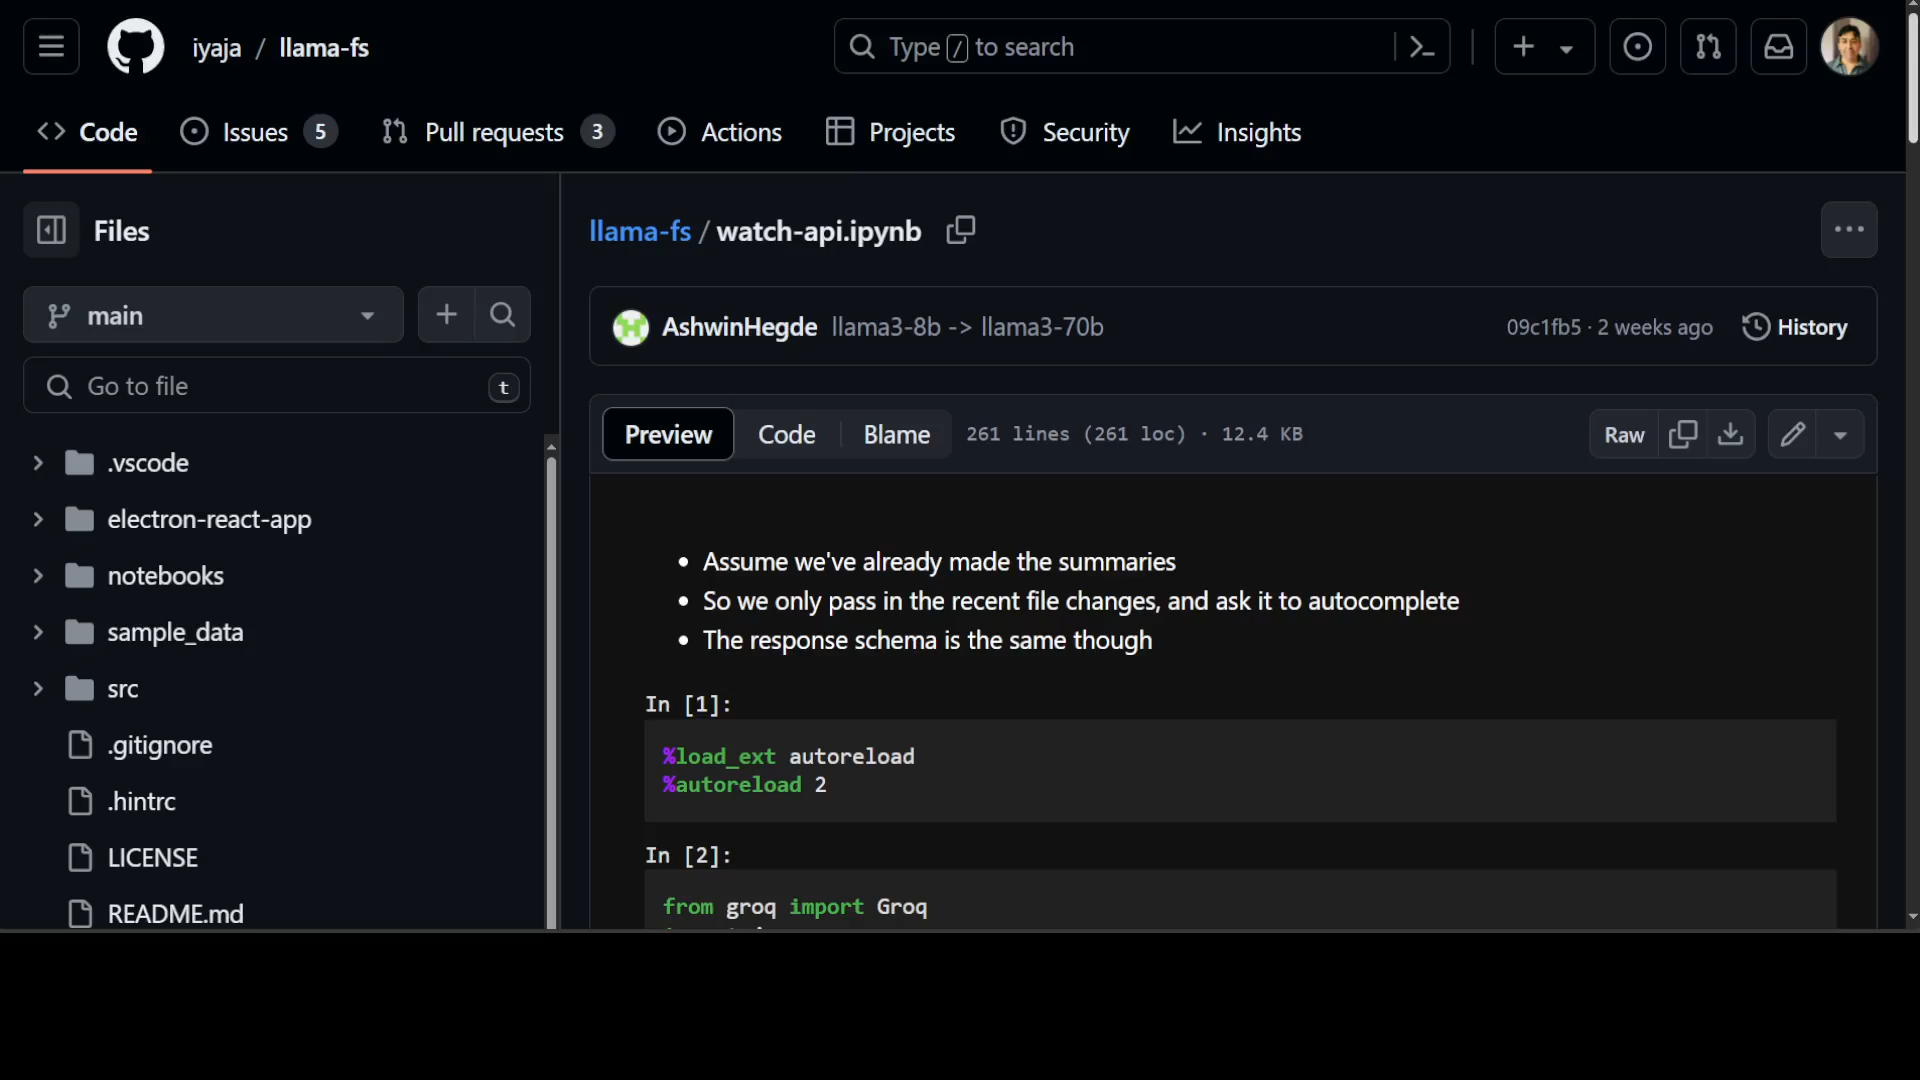 iyaja / llama-fs
Type / to search
Code
Issues 5
Pull requests 3
Actions
Projects
Security
Insights
Files
main
Go to file
t
.vscode
electron-react-app
notebooks
sample_data
src
.gitignore
.hintrc
LICENSE
README.md
llama-fs / watch-api.ipynb
AshwinHegde llama3-8b -> llama3-70b
09c1fb5 · 2 weeks ago
History
Preview
Code
Blame
261 lines (261 loc) · 12.4 KB
Raw
• Assume we've already made the summaries
• So we only pass in the recent file changes, and ask it to autocomplete
• The response schema is the same though
In [1]:
%load_ext autoreload
%autoreload 2
In [2]:
from groq import Groq